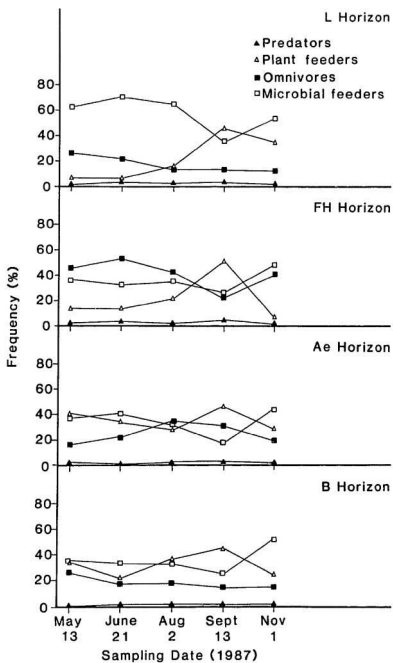 L Horizon
Predators
Plant feeders
Omnivores
Microbial feeders
80
60
40
20
0
FH Horizon
80
60
40
20
0
Ae Horizon
80
60
40
20
0
B Horizon
80
60
40
20
0
Frequency (%)
May June Aug Sept Nov
13 21 2 13 1
Sampling Date (1987)